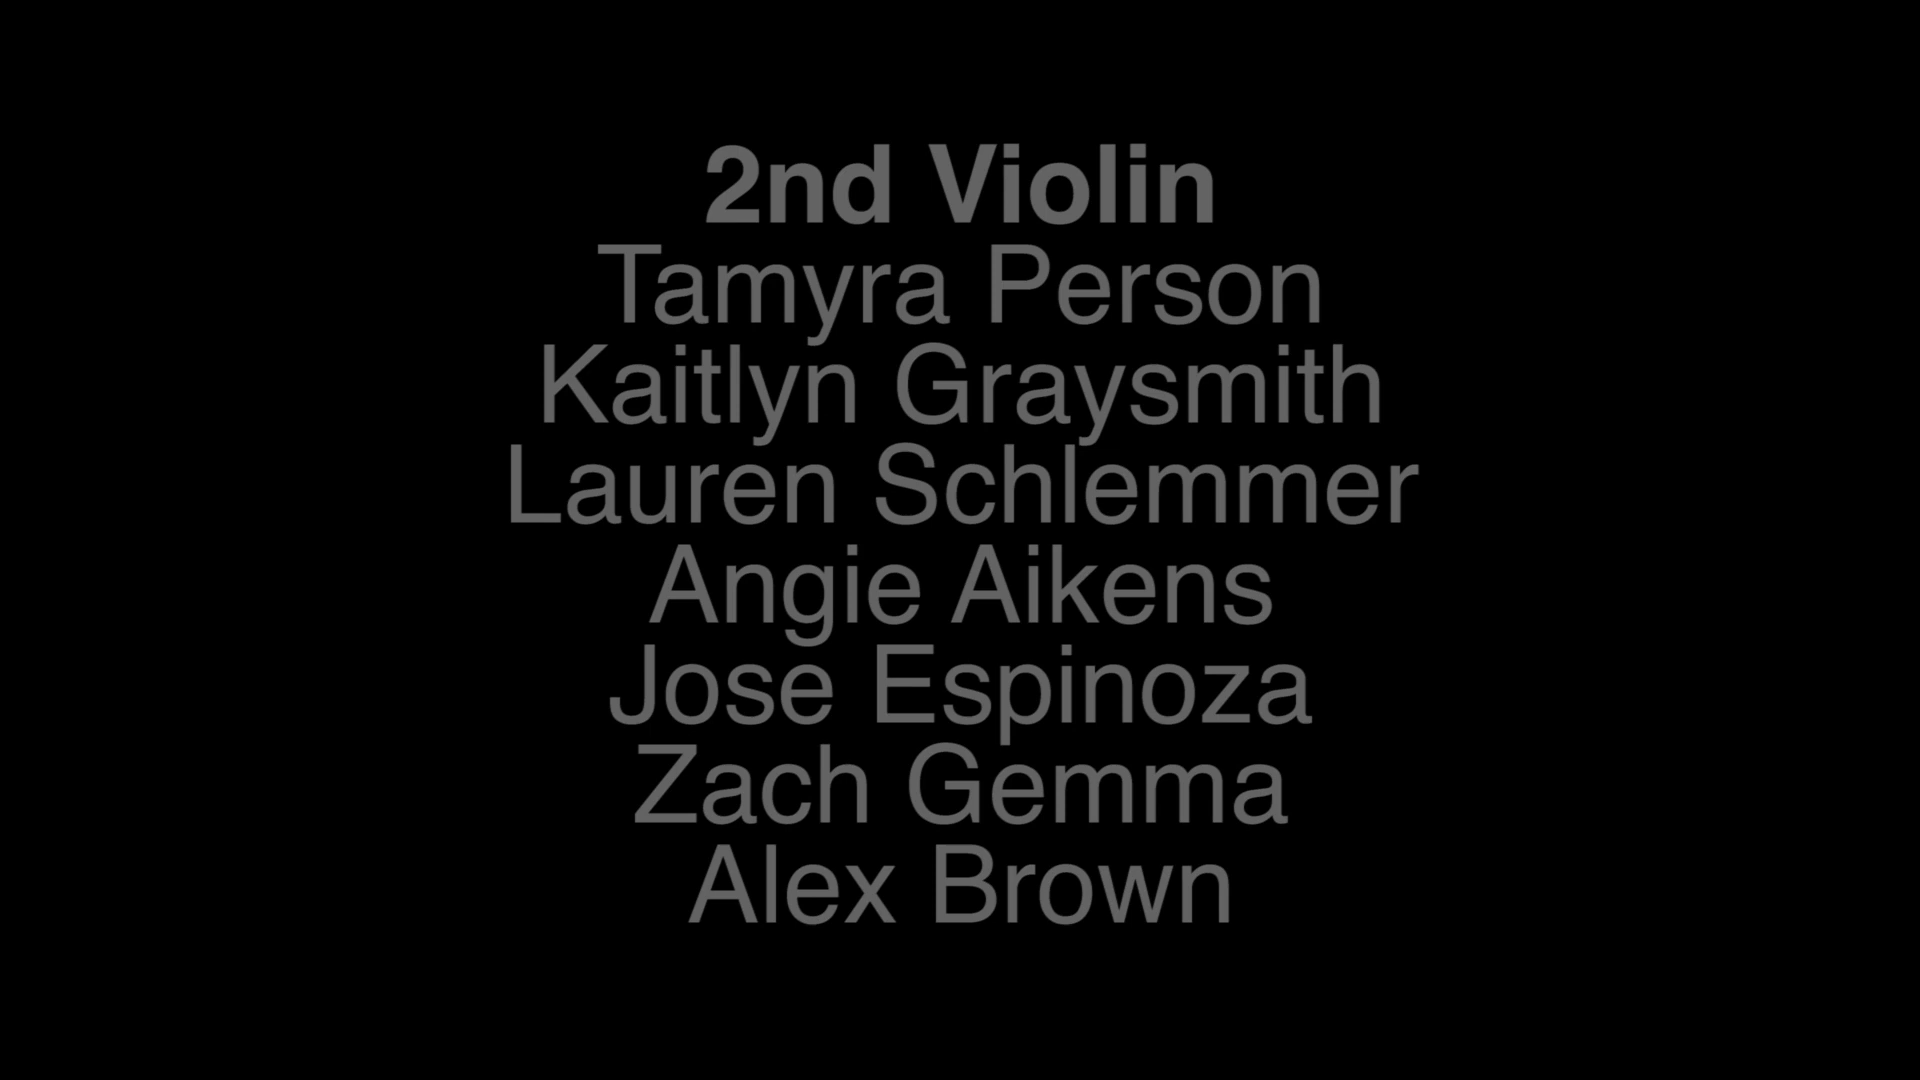 2nd Violin
Tamyra Person
Kaitlyn Graysmith
Lauren Schlemmer
Angie Aikens
Jose Espinoza
Zach Gemma
Alex Brown